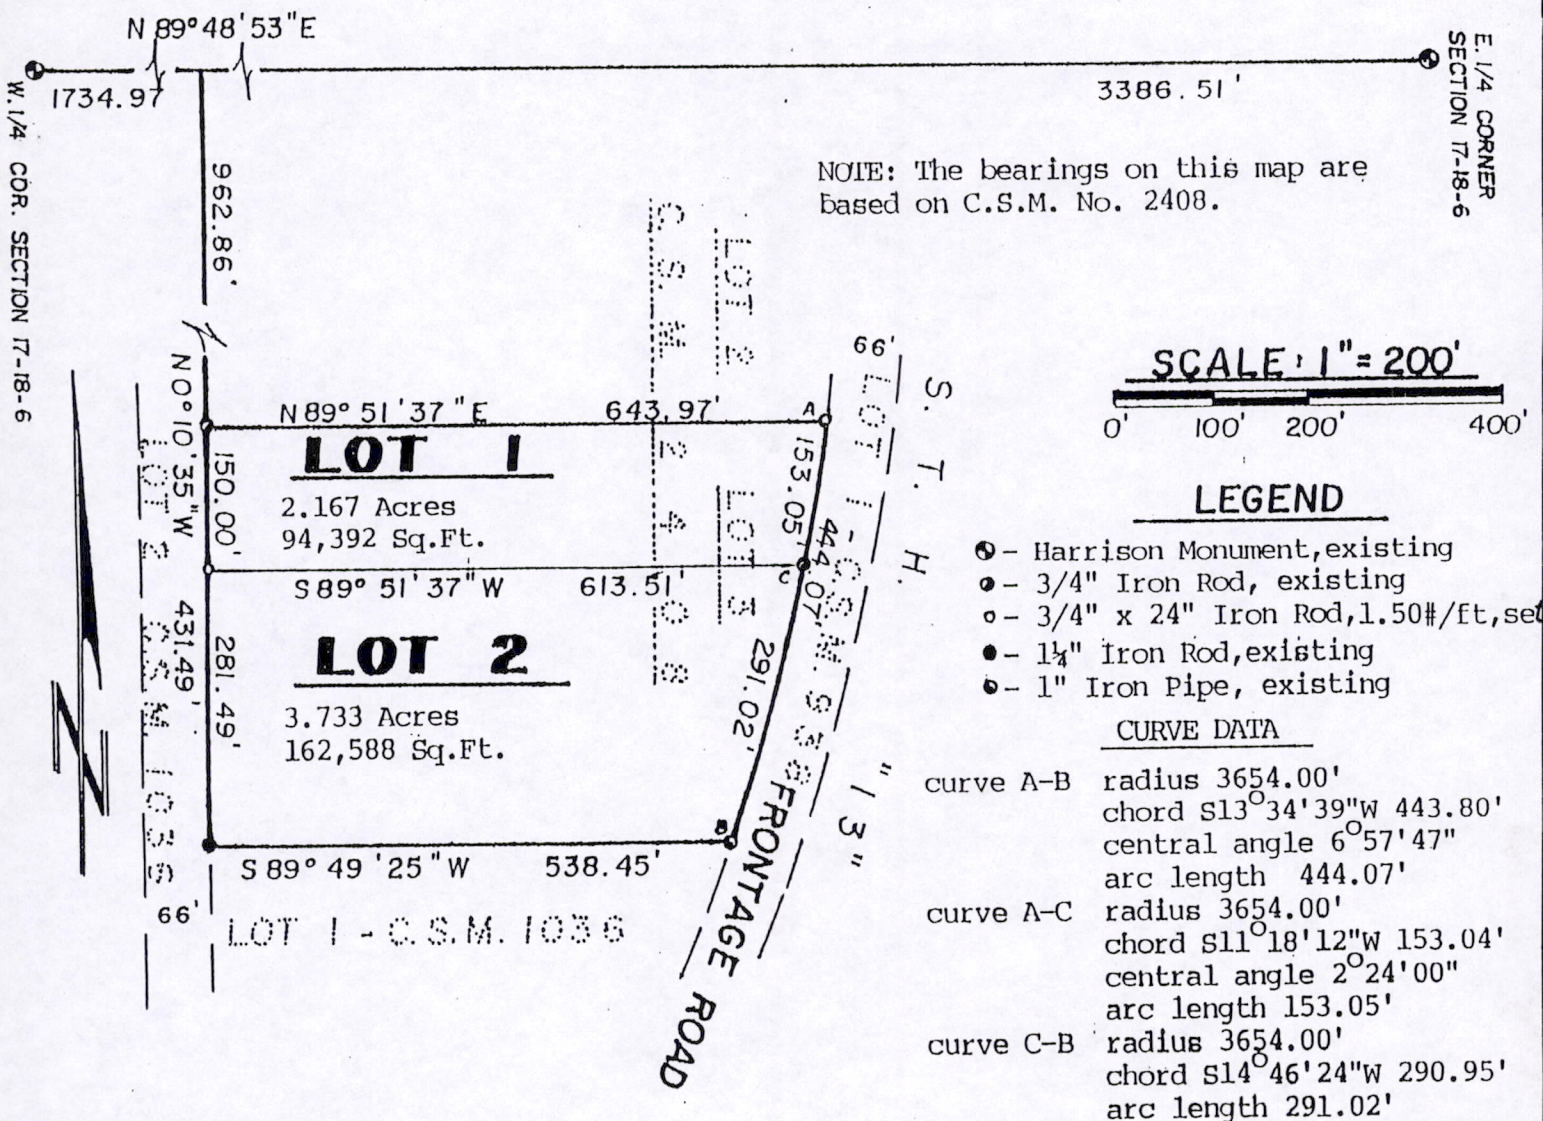 N 89°48'53"E
1734.97
3386.51'
W. 1/4 COR. SECTION 17-18-6
E. 1/4 CORNER
SECTION 17-18-6
962.86'
NOTE: The bearings on this map are
based on C.S.M. No. 2408.
LOT 2
C.S.M. 2408
LOT 3
66'
LOT 1 - C.S.M.
S. T. H. "13"
SCALE: 1"=200'
0' 100' 200' 400'
N 0° 10' 35" W
431.49'
N 89° 51' 37" E 643.97'
A
LOT 1
2.167 Acres
94,392 Sq.Ft.
150.00'
153.05
444.07'
S 89° 51' 37" W 613.51'
C
LOT 2
3.733 Acres
162,588 Sq.Ft.
281.49'
291.02'
B
S 89° 49' 25" W 538.45'
LOT 2 C.S.M. 1035
N
66'
LOT 1 - C.S.M. 1036
FRONTAGE ROAD
LEGEND
- Harrison Monument,existing
- 3/4" Iron Rod, existing
- 3/4" x 24" Iron Rod,1.50#/ft,set
- 1¼" Iron Rod,existing
- 1" Iron Pipe, existing
CURVE DATA
curve A-B radius 3654.00'
chord S13°34'39"W 443.80'
central angle 6°57'47"
arc length 444.07'
curve A-C radius 3654.00'
chord S11°18'12"W 153.04'
central angle 2°24'00"
arc length 153.05'
curve C-B radius 3654.00'
chord S14°46'24"W 290.95'
arc length 291.02'